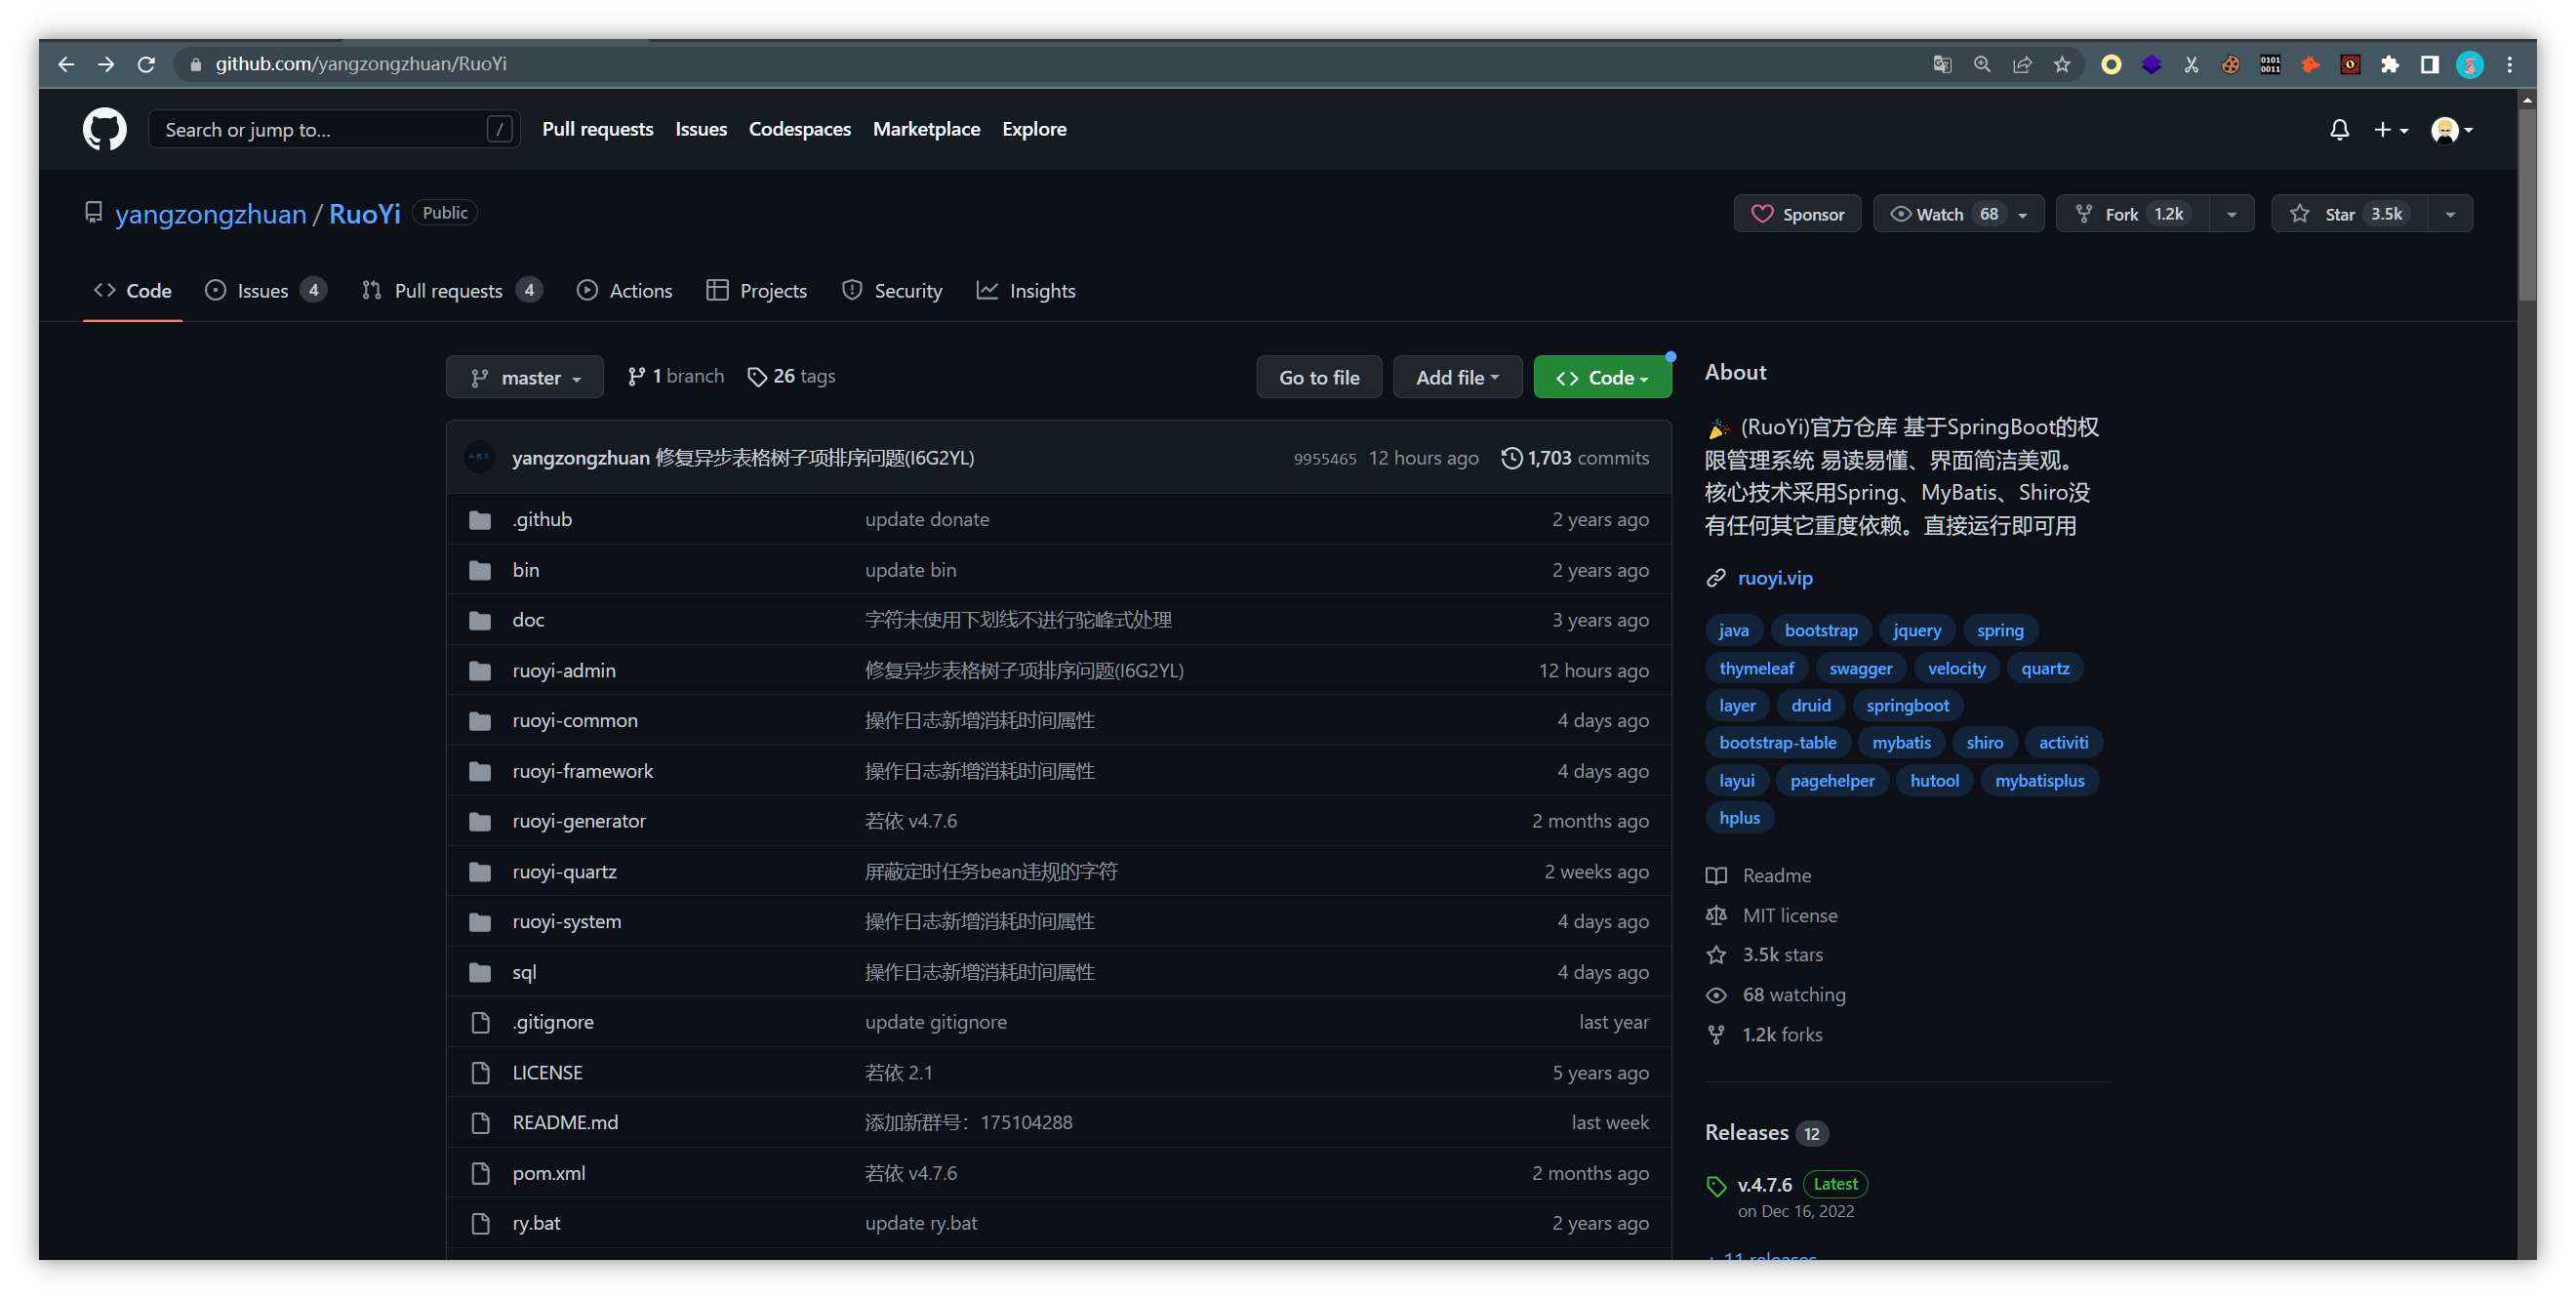 github.com/yangzongzhuan/RuoYi
0101
0011
Search or jump to...
/
Pull requests Issues Codespaces Marketplace Explore
yangzongzhuan / RuoYi Public
Sponsor Watch 68 Fork 1.2k Star 3.5k
Code Issues 4 Pull requests 4 Actions Projects Security Insights
master 1 branch 26 tags Go to file Add file Code
yangzongzhuan 修复异步表格树子项排序问题(I6G2YL) 9955465 12 hours ago 1,703 commits
.github update donate 2 years ago
bin update bin 2 years ago
doc 字符未使用下划线不进行驼峰式处理 3 years ago
ruoyi-admin 修复异步表格树子项排序问题(I6G2YL) 12 hours ago
ruoyi-common 操作日志新增消耗时间属性 4 days ago
ruoyi-framework 操作日志新增消耗时间属性 4 days ago
ruoyi-generator 若依 v4.7.6 2 months ago
ruoyi-quartz 屏蔽定时任务bean违规的字符 2 weeks ago
ruoyi-system 操作日志新增消耗时间属性 4 days ago
sql 操作日志新增消耗时间属性 4 days ago
.gitignore update gitignore last year
LICENSE 若依 2.1 5 years ago
README.md 添加新群号：175104288 last week
pom.xml 若依 v4.7.6 2 months ago
ry.bat update ry.bat 2 years ago
About
(RuoYi)官方仓库 基于SpringBoot的权
限管理系统 易读易懂、界面简洁美观。
核心技术采用Spring、MyBatis、Shiro没
有任何其它重度依赖。直接运行即可用
ruoyi.vip
java bootstrap jquery spring
thymeleaf swagger velocity quartz
layer druid springboot
bootstrap-table mybatis shiro activiti
layui pagehelper hutool mybatisplus
hplus
Readme
MIT license
3.5k stars
68 watching
1.2k forks
Releases 12
v.4.7.6 Latest
on Dec 16, 2022
+ 11 releases